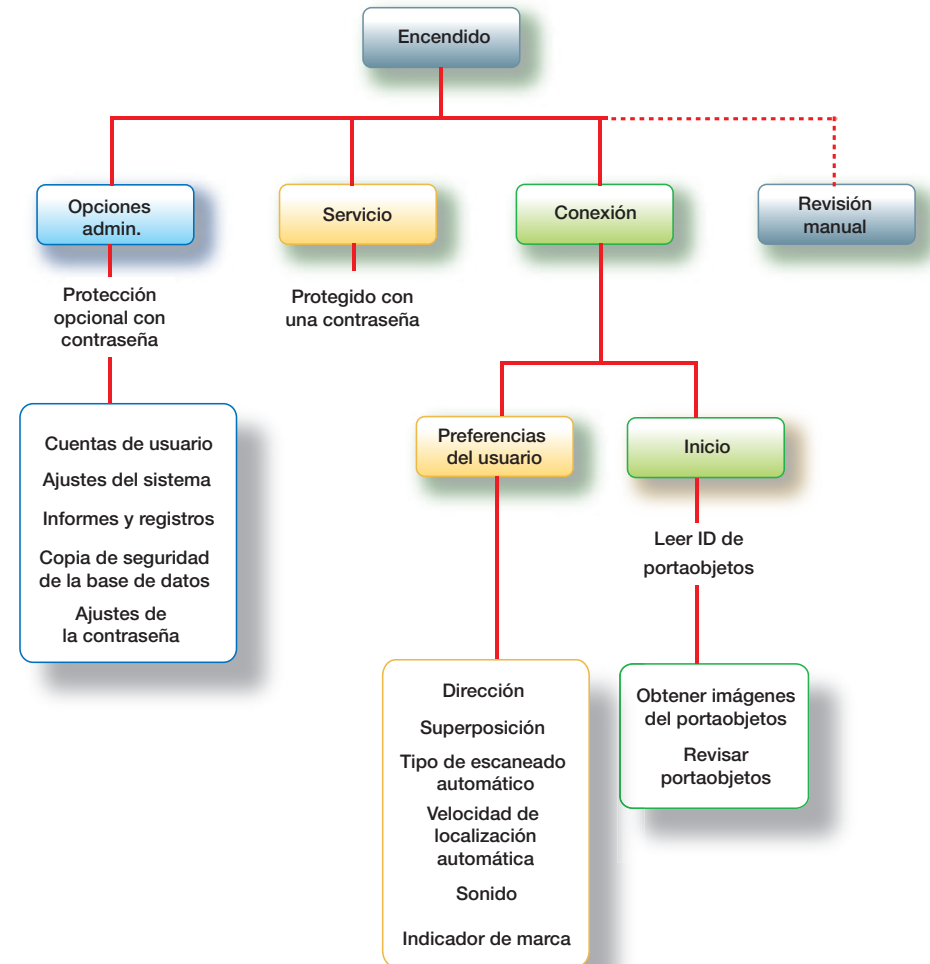 Encendido
Opciones
admin.
Servicio
Conexión
Revisión
manual
Protección
opcional con
contraseña
Protegido con
una contraseña
Cuentas de usuario
Ajustes del sistema
Informes y registros
Copia de seguridad
de la base de datos
Ajustes de
la contraseña
Preferencias
del usuario
Inicio
Leer ID de
portaobjetos
Dirección
Superposición
Tipo de escaneado
automático
Velocidad de
localización
automática
Sonido
Indicador de marca
Obtener imágenes
del portaobjetos
Revisar
portaobjetos